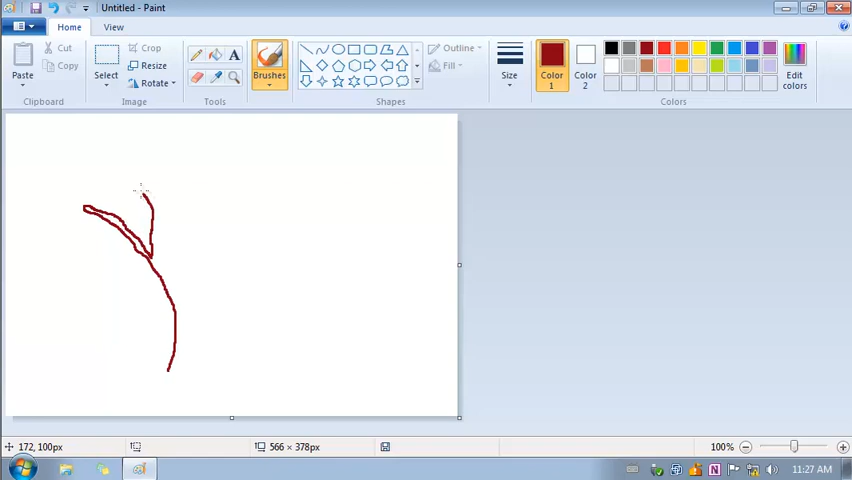 Untitled - Paint
Home View
Paste
Cut
Copy
Clipboard
Select
Crop
Resize
Rotate
Image
A
Tools
Brushes
Outline
Fill
Shapes
Size
Color 1
Color 2
Edit colors
Colors
172, 100px
566 × 378px
100%
N
11:27 AM